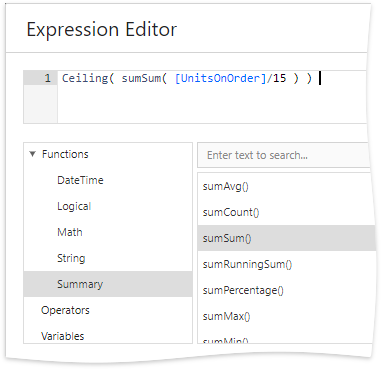 Expression Editor
1 Ceiling( sumSum( [UnitsOnOrder]/15 ) )
Functions
DateTime
Logical
Math
String
Summary
Operators
Variables
Enter text to search...
sumAvg()
sumCount()
sumSum()
sumRunningSum()
sumPercentage()
sumMax()
sumMin()